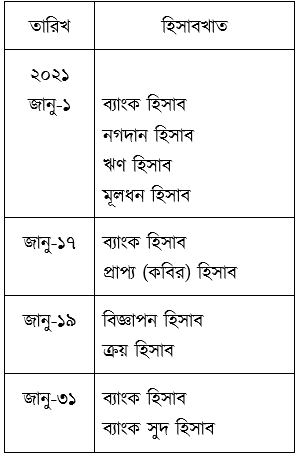 তারিখ হিসাবখাত
২০২১
জানু-১ ব্যাংক হিসাব
নগদান হিসাব
ঋণ হিসাব
মূলধন হিসাব
জানু-১৭ ব্যাংক হিসাব
প্রাপ্য (কবির) হিসাব
জানু-১৯ বিজ্ঞাপন হিসাব
ক্রয় হিসাব
জানু-৩১ ব্যাংক হিসাব
ব্যাংক সুদ হিসাব